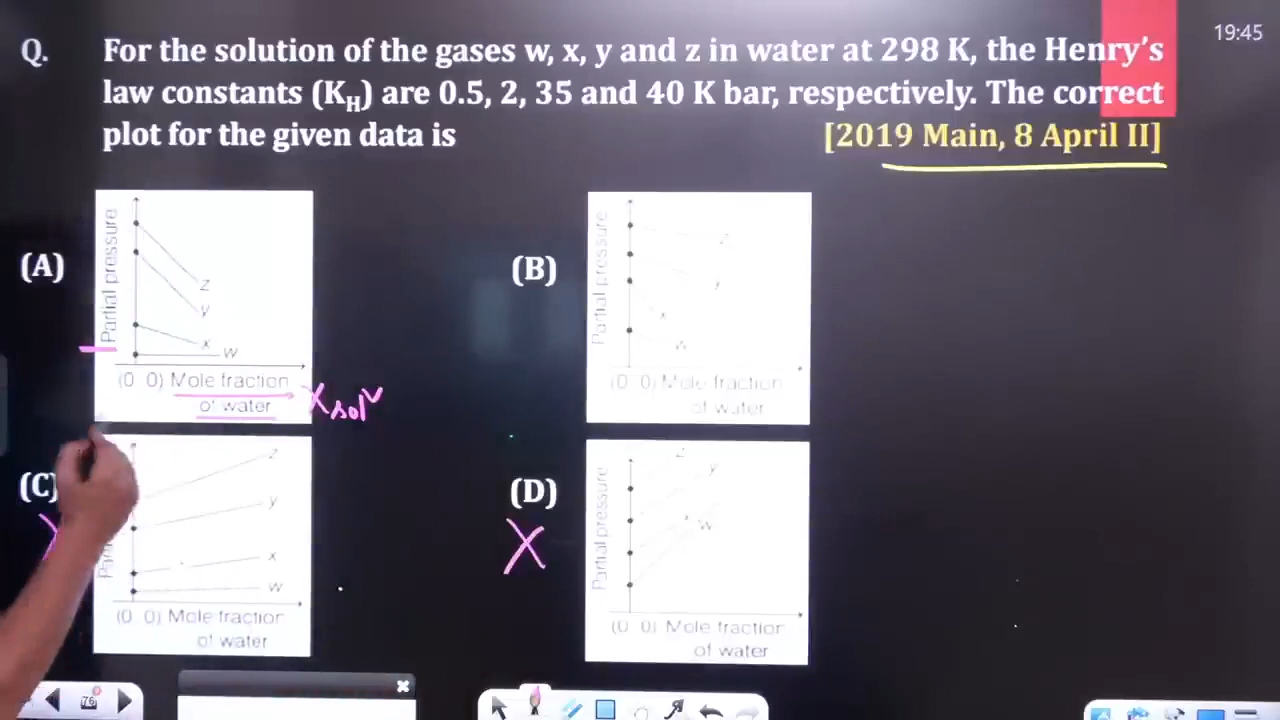 19:45
Q. For the solution of the gases w, x, y and z in water at 298 K, the Henry's
law constants (K_H) are 0.5, 2, 35 and 40 K bar, respectively. The correct
plot for the given data is [2019 Main, 8 April II]
(A)
Partial pressure
z
y
x
w
(0 0) Mole fraction
of water
X solv
(B)
Partial pressure
z
y
x
w
(0 0) Mole fraction
of water
(C)
z
y
x
w
(0 0) Mole fraction
of water
(D)
X
Partial pressure
z
y
x
w
(0 0) Mole fraction
of water
76